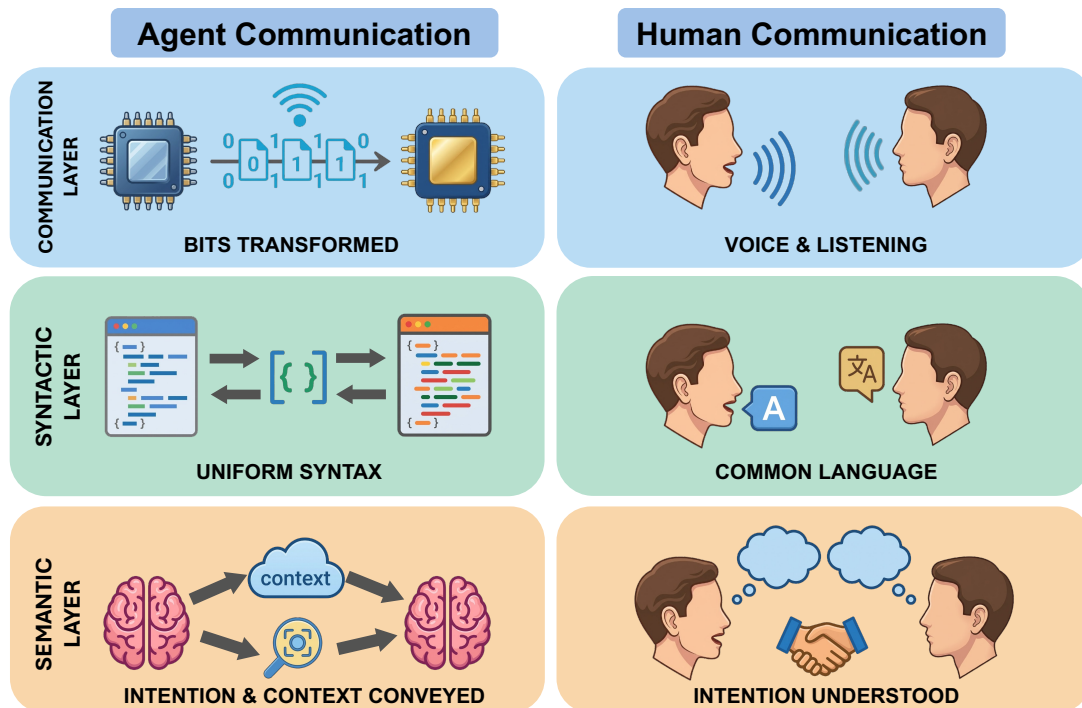 Agent Communication
Human Communication
COMMUNICATION
LAYER
0 1 1 0
0 1 1
0 1 1 1
BITS TRANSFORMED
VOICE & LISTENING
SYNTACTIC
LAYER
{ }
{ }
[{ }]
{ }
{ }
UNIFORM SYNTAX
A
文A
COMMON LANGUAGE
SEMANTIC
LAYER
context
INTENTION & CONTEXT CONVEYED
INTENTION UNDERSTOOD